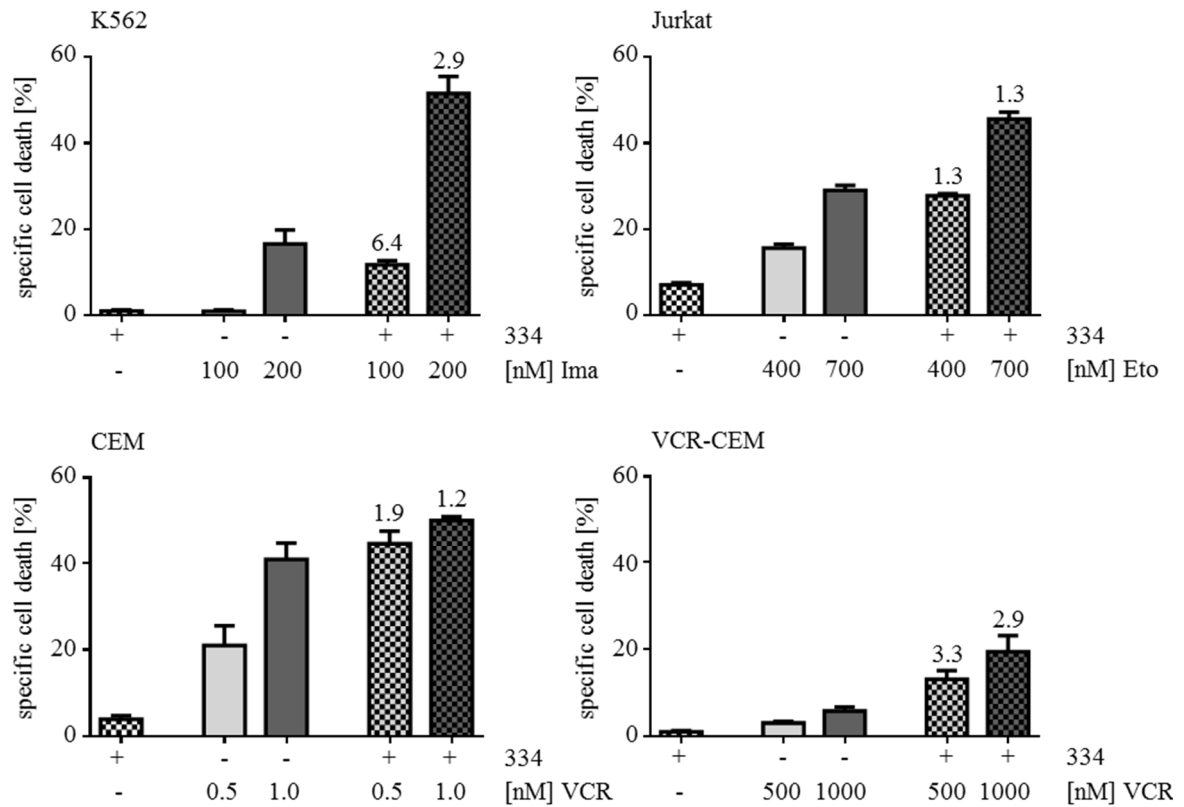 K562
specific cell death [%]
60
40
20
0
6.4
2.9
+ - - + + 334
- 100 200 100 200 [nM] Ima
Jurkat
specific cell death [%]
60
40
20
0
1.3
1.3
+ - - + + 334
- 400 700 400 700 [nM] Eto
CEM
specific cell death [%]
60
40
20
0
1.9
1.2
+ - - + + 334
- 0.5 1.0 0.5 1.0 [nM] VCR
VCR-CEM
specific cell death [%]
60
40
20
0
3.3
2.9
+ - - + + 334
- 500 1000 500 1000 [nM] VCR